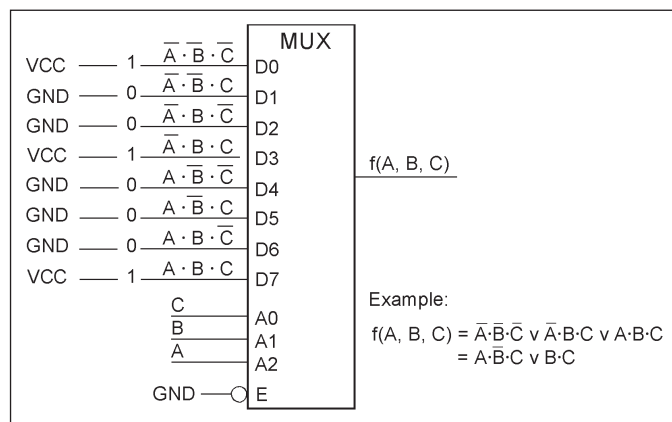 MUX
VCC 1 A̅ · B̅ · C̅ D0
GND 0 A̅ · B̅ · C D1
GND 0 A̅ · B · C̅ D2
VCC 1 A̅ · B · C D3
f(A, B, C)
GND 0 A · B̅ · C̅ D4
GND 0 A · B̅ · C D5
GND 0 A · B · C̅ D6
VCC 1 A · B · C D7
C A0
B A1
A A2
GND E
Example:
f(A, B, C) = A̅·B̅·C̅ v A̅·B·C v A·B·C
= A·B̅·C v B·C